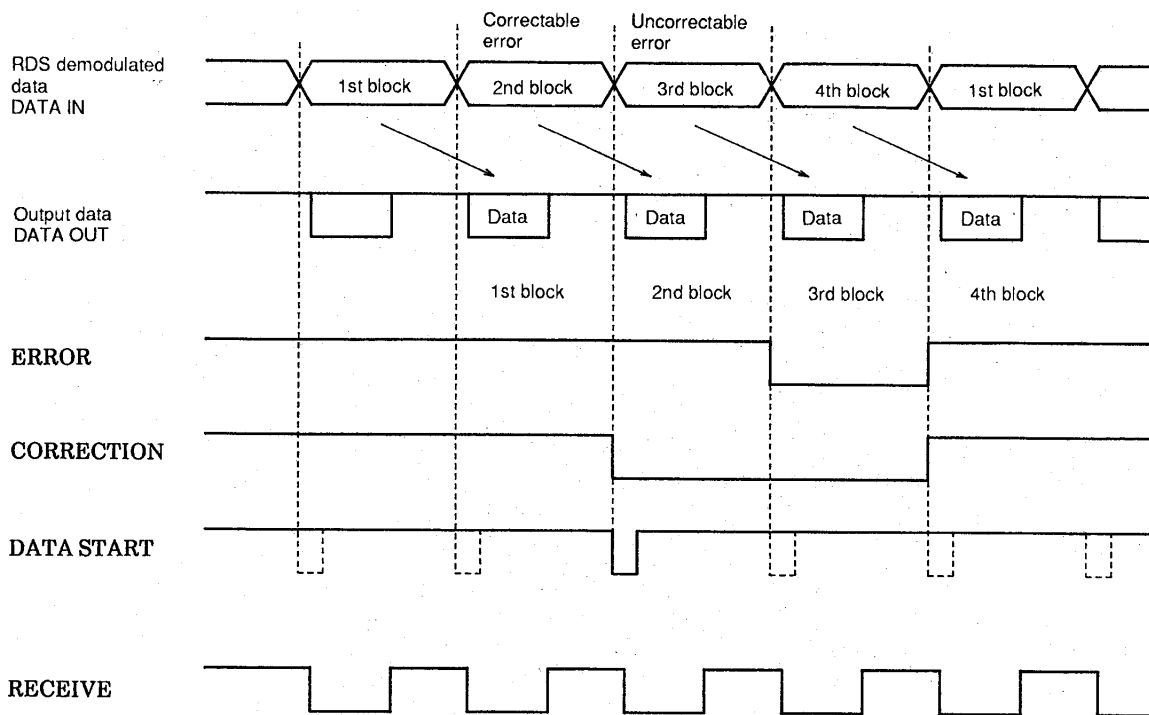 Correctable
error
Uncorrectable
error
RDS demodulated
data
DATA IN
1st block
2nd block
3rd block
4th block
1st block
Output data
DATA OUT
Data
Data
Data
Data
1st block
2nd block
3rd block
4th block
ERROR
CORRECTION
DATA START
RECEIVE